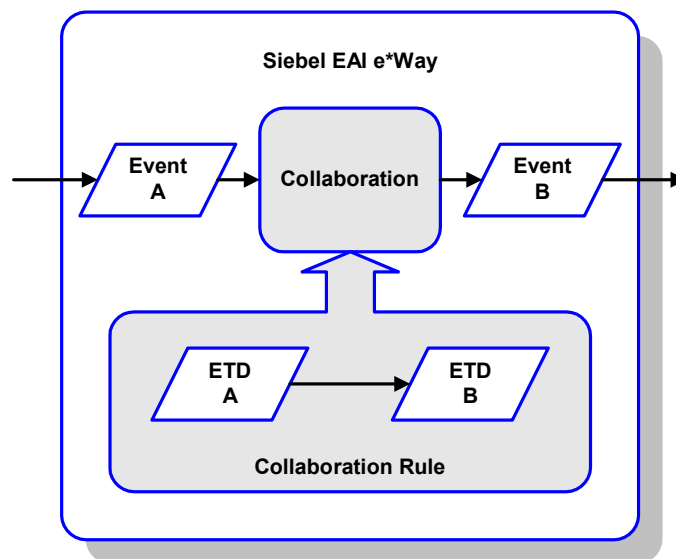 Siebel EAI e*Way
Event
A
Collaboration
Event
B
ETD
A
ETD
B
Collaboration Rule